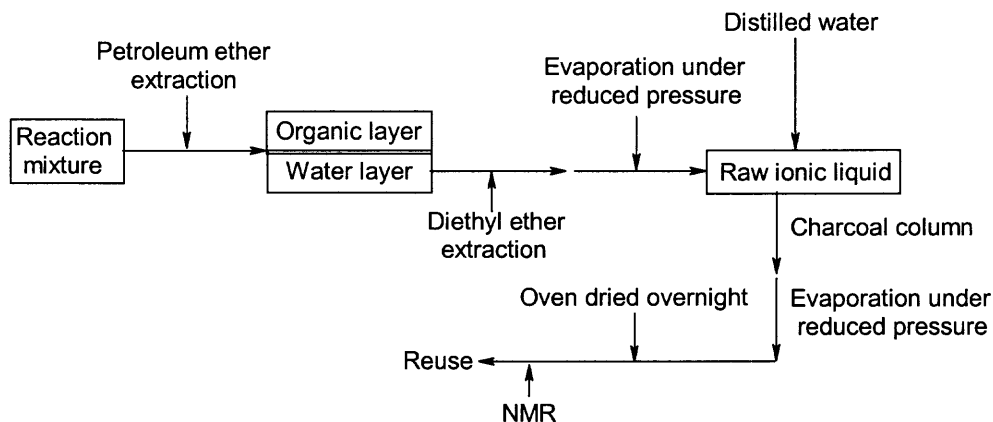 Distilled water
Petroleum ether
extraction
Evaporation under
reduced pressure
Reaction
mixture
Organic layer
Water layer
Raw ionic liquid
Diethyl ether
extraction
Charcoal column
Oven dried overnight
Evaporation under
reduced pressure
Reuse
NMR